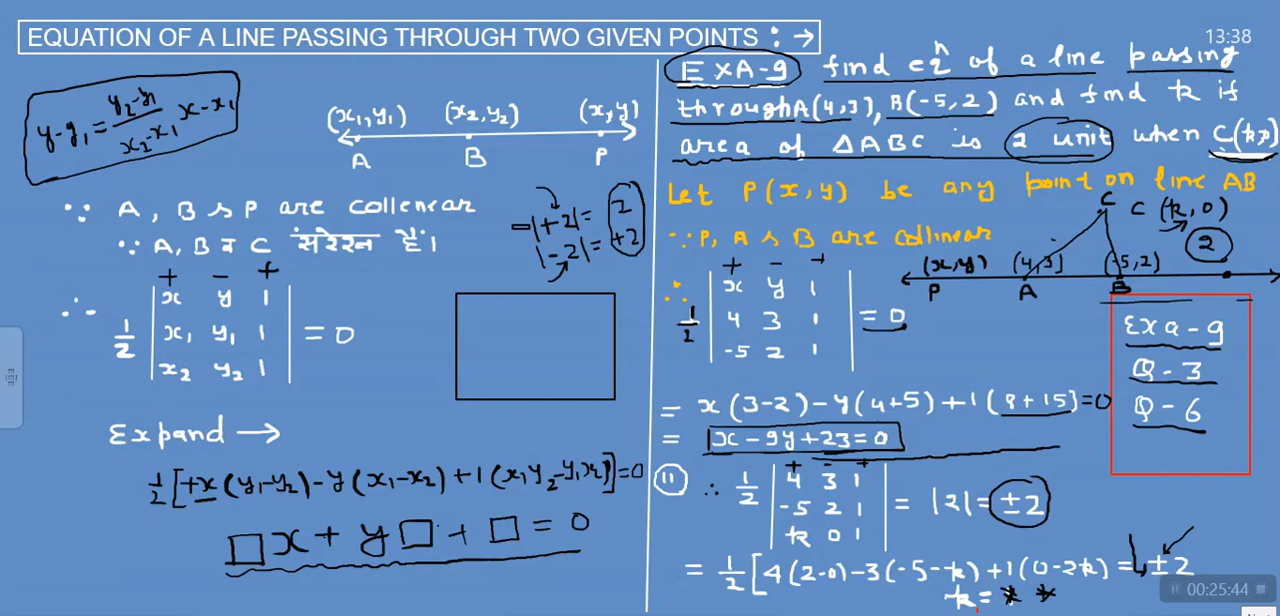 EQUATION OF A LINE PASSING THROUGH TWO GIVEN POINTS : →
13:38
y-y₁ = y₂-y₁/x₂-x₁ x-x₁
(x₁,y₁) (x₂,y₂) (x,y)
A B P
∵ A, B & P are collenear
∵ A, B व C संरेख हैं।
-|+2| = 2
|-2| = +2
+ - +
∴ 1/2 | x y 1 |
| x₁ y₁ 1 | = 0
| x₂ y₂ 1 |
Expand →
1/2 [+x(y₁-y₂)-y(x₁-x₂)+1(x₁y₂-y₁x₂)]=0
□x + y□ + □ = 0
EXA-9 find eqⁿ of a line passing
through A(4,3), B(-5,2) and find k if
area of ΔABC is 2 unit when C(k,0)
Let P(x,y) be any point on line AB
∵ P, A & B are collinear
C C (k,0)
2
(x,y) (4,3) (-5,2)
P A B
+ - +
∴ 1/2 | x y 1 |
| 4 3 1 | = 0
| -5 2 1 |
Exa-9
Q-3
Q-6
= x(3-2)-y(4+5)+1(8+15)=0
= x-9y+23=0
(II) ∴ 1/2 | 4 3 1 |
| -5 2 1 | = |2| = ±2
| k 0 1 |
= 1/2 [4(2-0)-3(-5-k)+1(0-2k) = ±2
k =
00:25:44